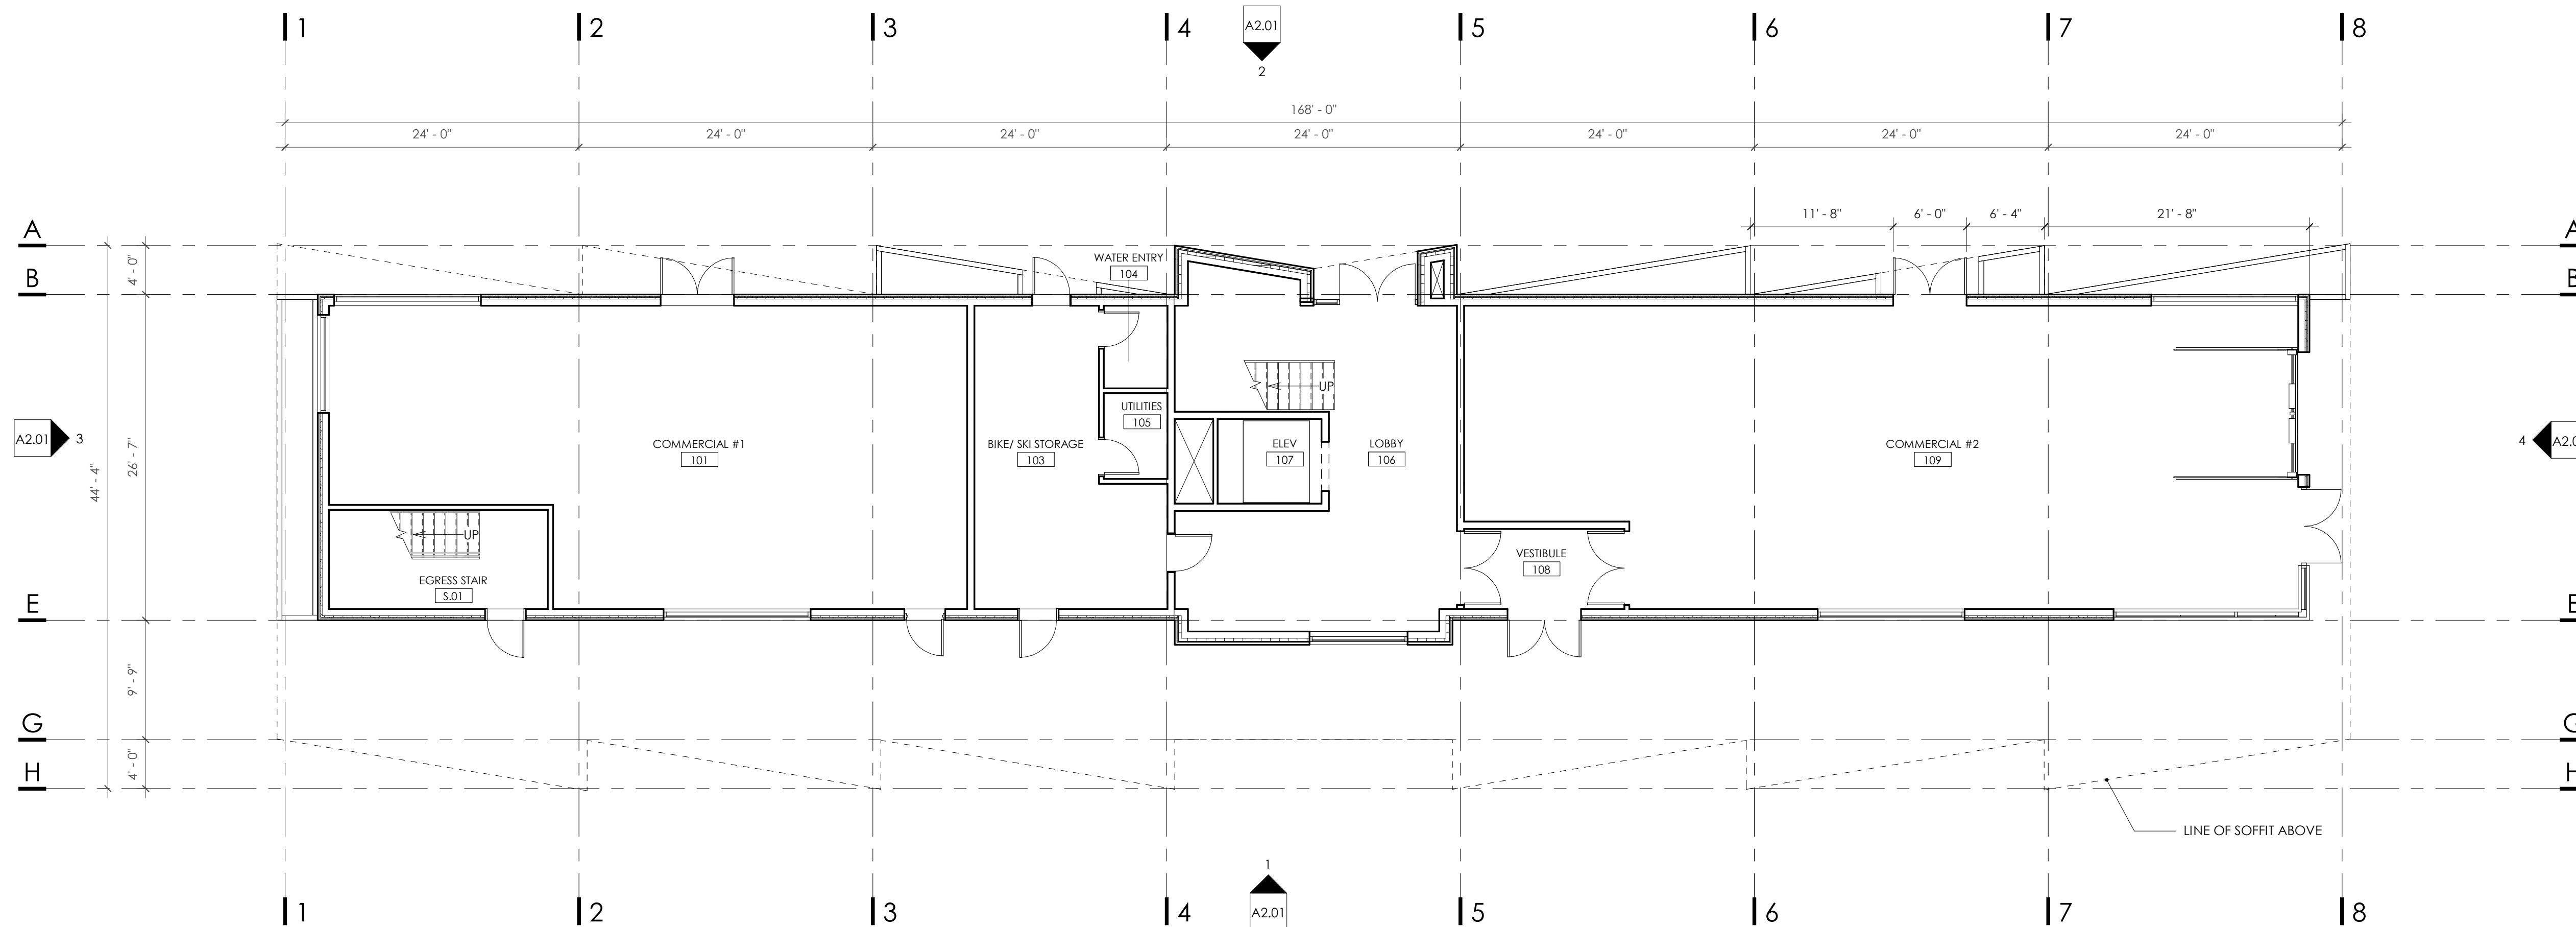 1 2 3 4 5 6 7 8
A2.01
2
168' - 0"
24' - 0" 24' - 0" 24' - 0" 24' - 0" 24' - 0" 24' - 0" 24' - 0"
11' - 8" 6' - 0" 6' - 4" 21' - 8"
A
B
E
G
H
4' - 0"
26' - 7"
44' - 4"
9' - 9"
4' - 0"
A2.01 3
WATER ENTRY
104
UTILITIES
105
UP
COMMERCIAL #1
101
BIKE/ SKI STORAGE
103
ELEV
107
LOBBY
106
COMMERCIAL #2
109
UP
EGRESS STAIR
S.01
VESTIBULE
108
4
B
LINE OF SOFFIT ABOVE
1
A2.01
1 2 3 4 5 6 7 8